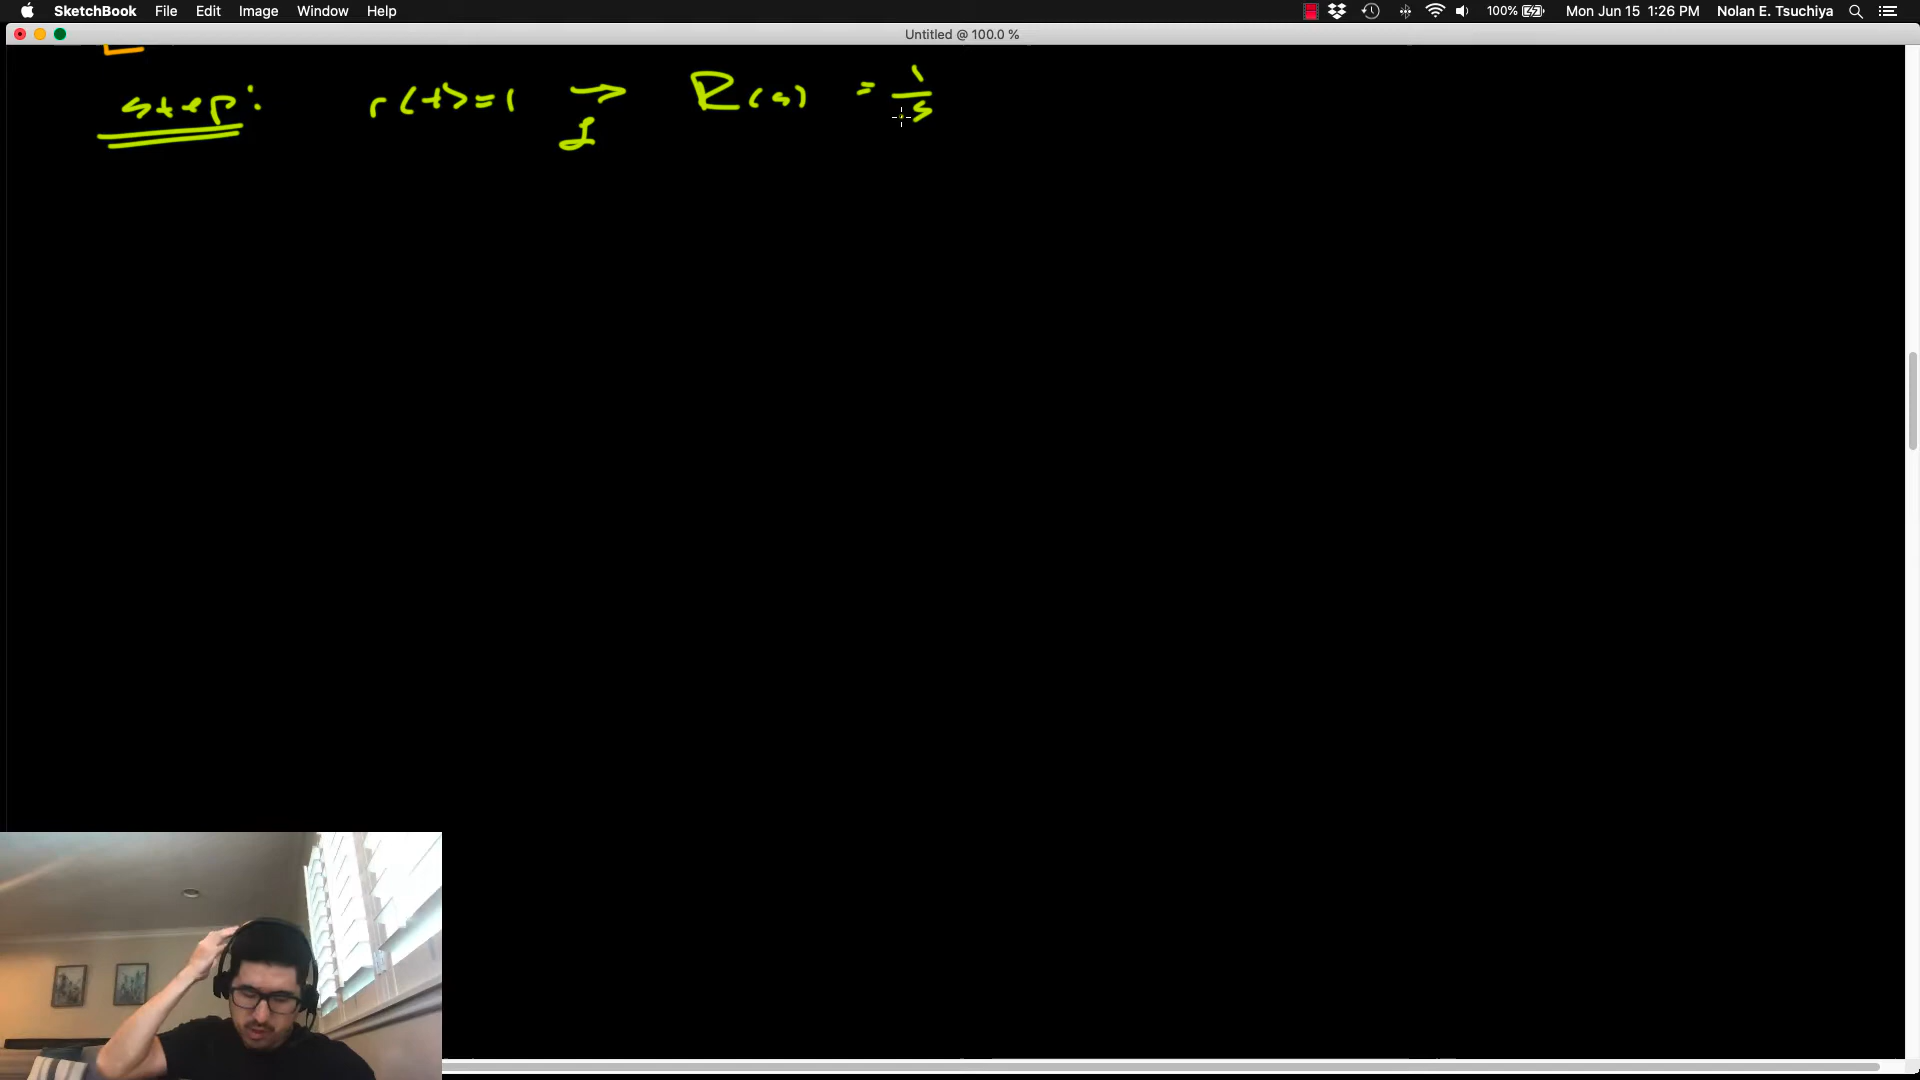 SketchBook File Edit Image Window Help 100% Mon Jun 15 1:26 PM Nolan E. Tsuchiya
Untitled @ 100.0 %
step: r(t)=1 → R(s) = 1/s
ℒ